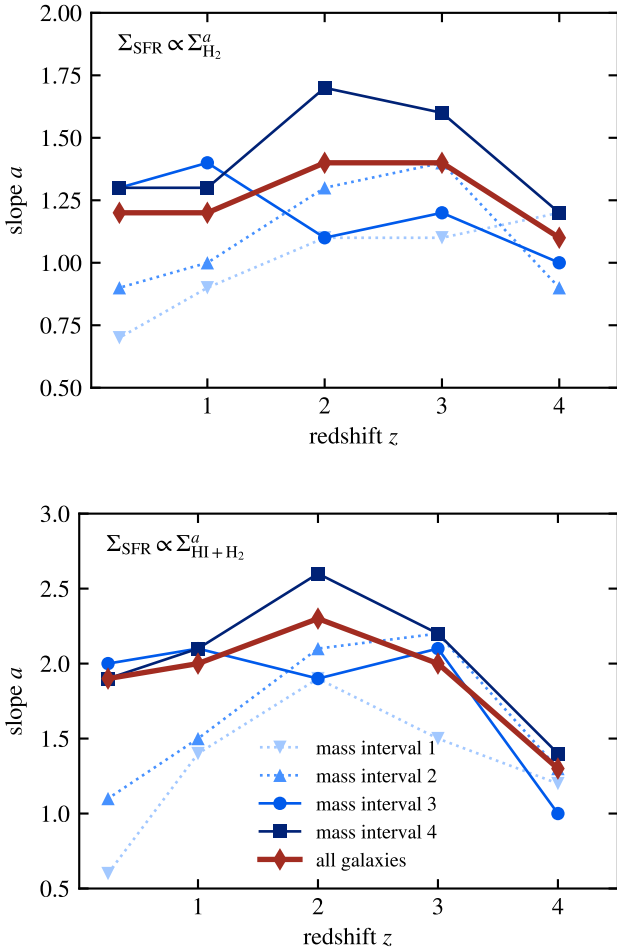 2.00
Σ_SFR ∝ Σ^a_H₂
1.75
1.50
slope a
1.25
1.00
0.75
0.50
1 2 3 4
redshift z
3.0
Σ_SFR ∝ Σ^a_HI + H₂
2.5
2.0
slope a
1.5
mass interval 1
mass interval 2
mass interval 3
1.0
mass interval 4
all galaxies
0.5
1 2 3 4
redshift z